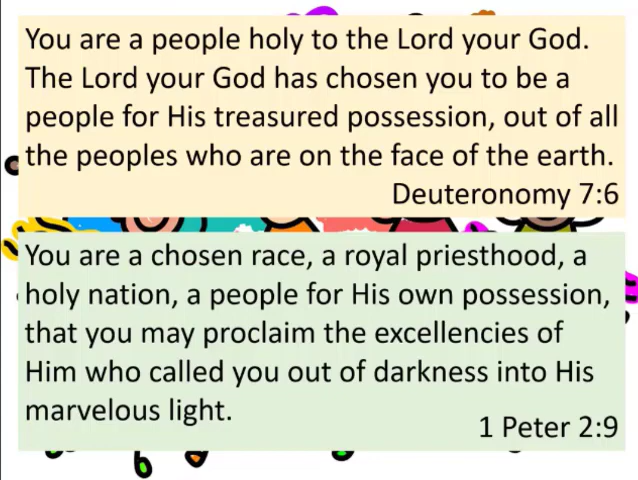 You are a people holy to the Lord your God.
The Lord your God has chosen you to be a
people for His treasured possession, out of all
the peoples who are on the face of the earth.
Deuteronomy 7:6
You are a chosen race, a royal priesthood, a
holy nation, a people for His own possession,
that you may proclaim the excellencies of
Him who called you out of darkness into His
marvelous light.
1 Peter 2:9